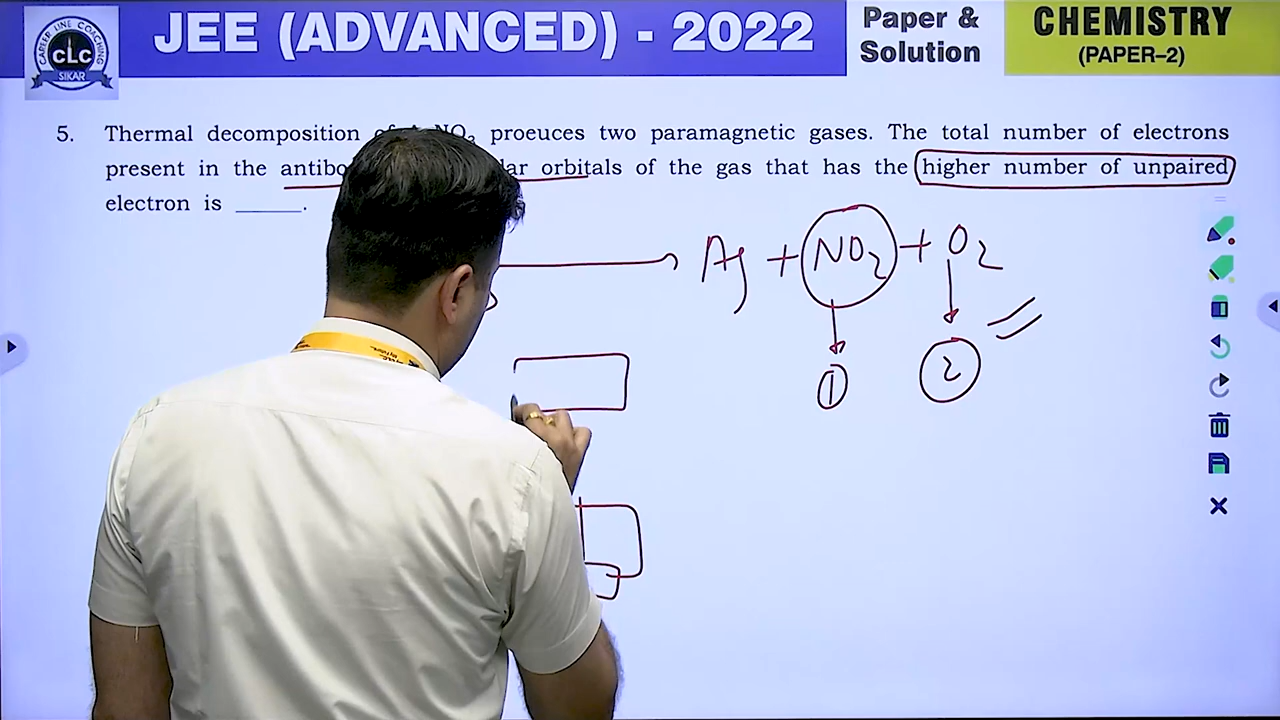 JEE (ADVANCED) - 2022
Paper &
Solution
CHEMISTRY
(PAPER–2)
CAREER LINE COACHING
CLC
SIKAR
5. Thermal decomposition NO3 proeuces two paramagnetic gases. The total number of electrons
present in the orbitals of the gas that has the higher number of unpaired
electron is _____.
Ag + NO2 + O2
1 2